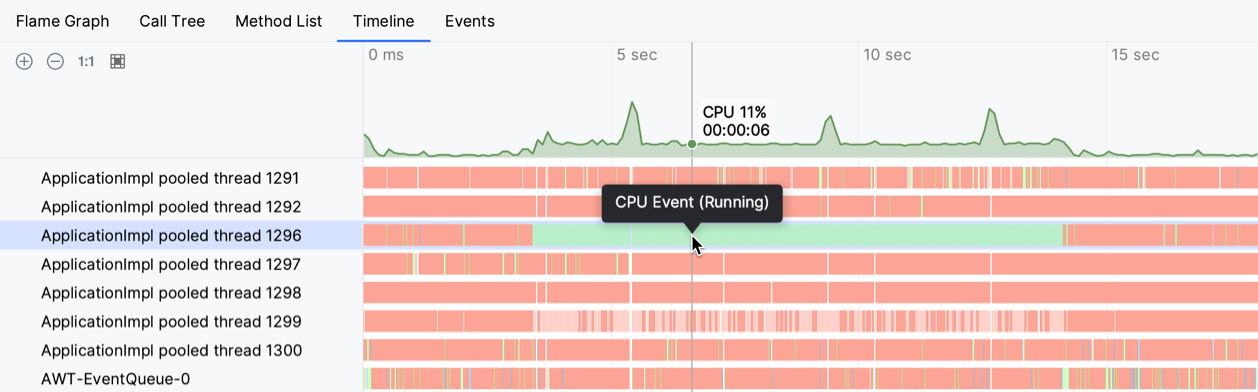 Flame Graph Call Tree Method List Timeline Events
1:1 0 ms 5 sec 10 sec 15 sec
CPU 11%
00:00:06
ApplicationImpl pooled thread 1291
ApplicationImpl pooled thread 1292
CPU Event (Running)
ApplicationImpl pooled thread 1296
ApplicationImpl pooled thread 1297
ApplicationImpl pooled thread 1298
ApplicationImpl pooled thread 1299
ApplicationImpl pooled thread 1300
AWT-EventQueue-0